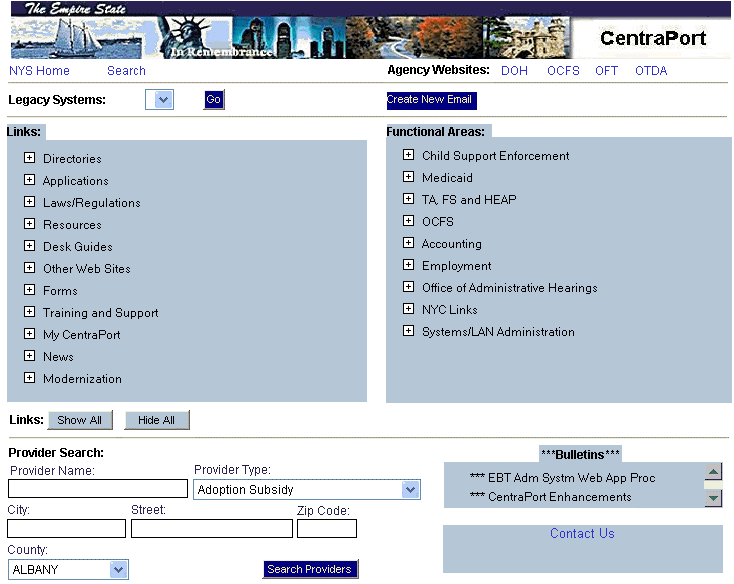 The Empire State
In Remembrance
CentraPort
NYS Home Search Agency Websites: DOH OCFS OFT OTDA
Legacy Systems: Go Create New Email
Links:
Directories
Applications
Laws/Regulations
Resources
Desk Guides
Other Web Sites
Forms
Training and Support
My CentraPort
News
Modernization
Functional Areas:
Child Support Enforcement
Medicaid
TA, FS and HEAP
OCFS
Accounting
Employment
Office of Administrative Hearings
NYC Links
Systems/LAN Administration
Links: Show All Hide All
Provider Search:
Provider Name: Provider Type:
Adoption Subsidy
City: Street: Zip Code:
County:
ALBANY Search Providers
***Bulletins***
*** EBT Adm Systm Web App Proc
*** CentraPort Enhancements
Contact Us